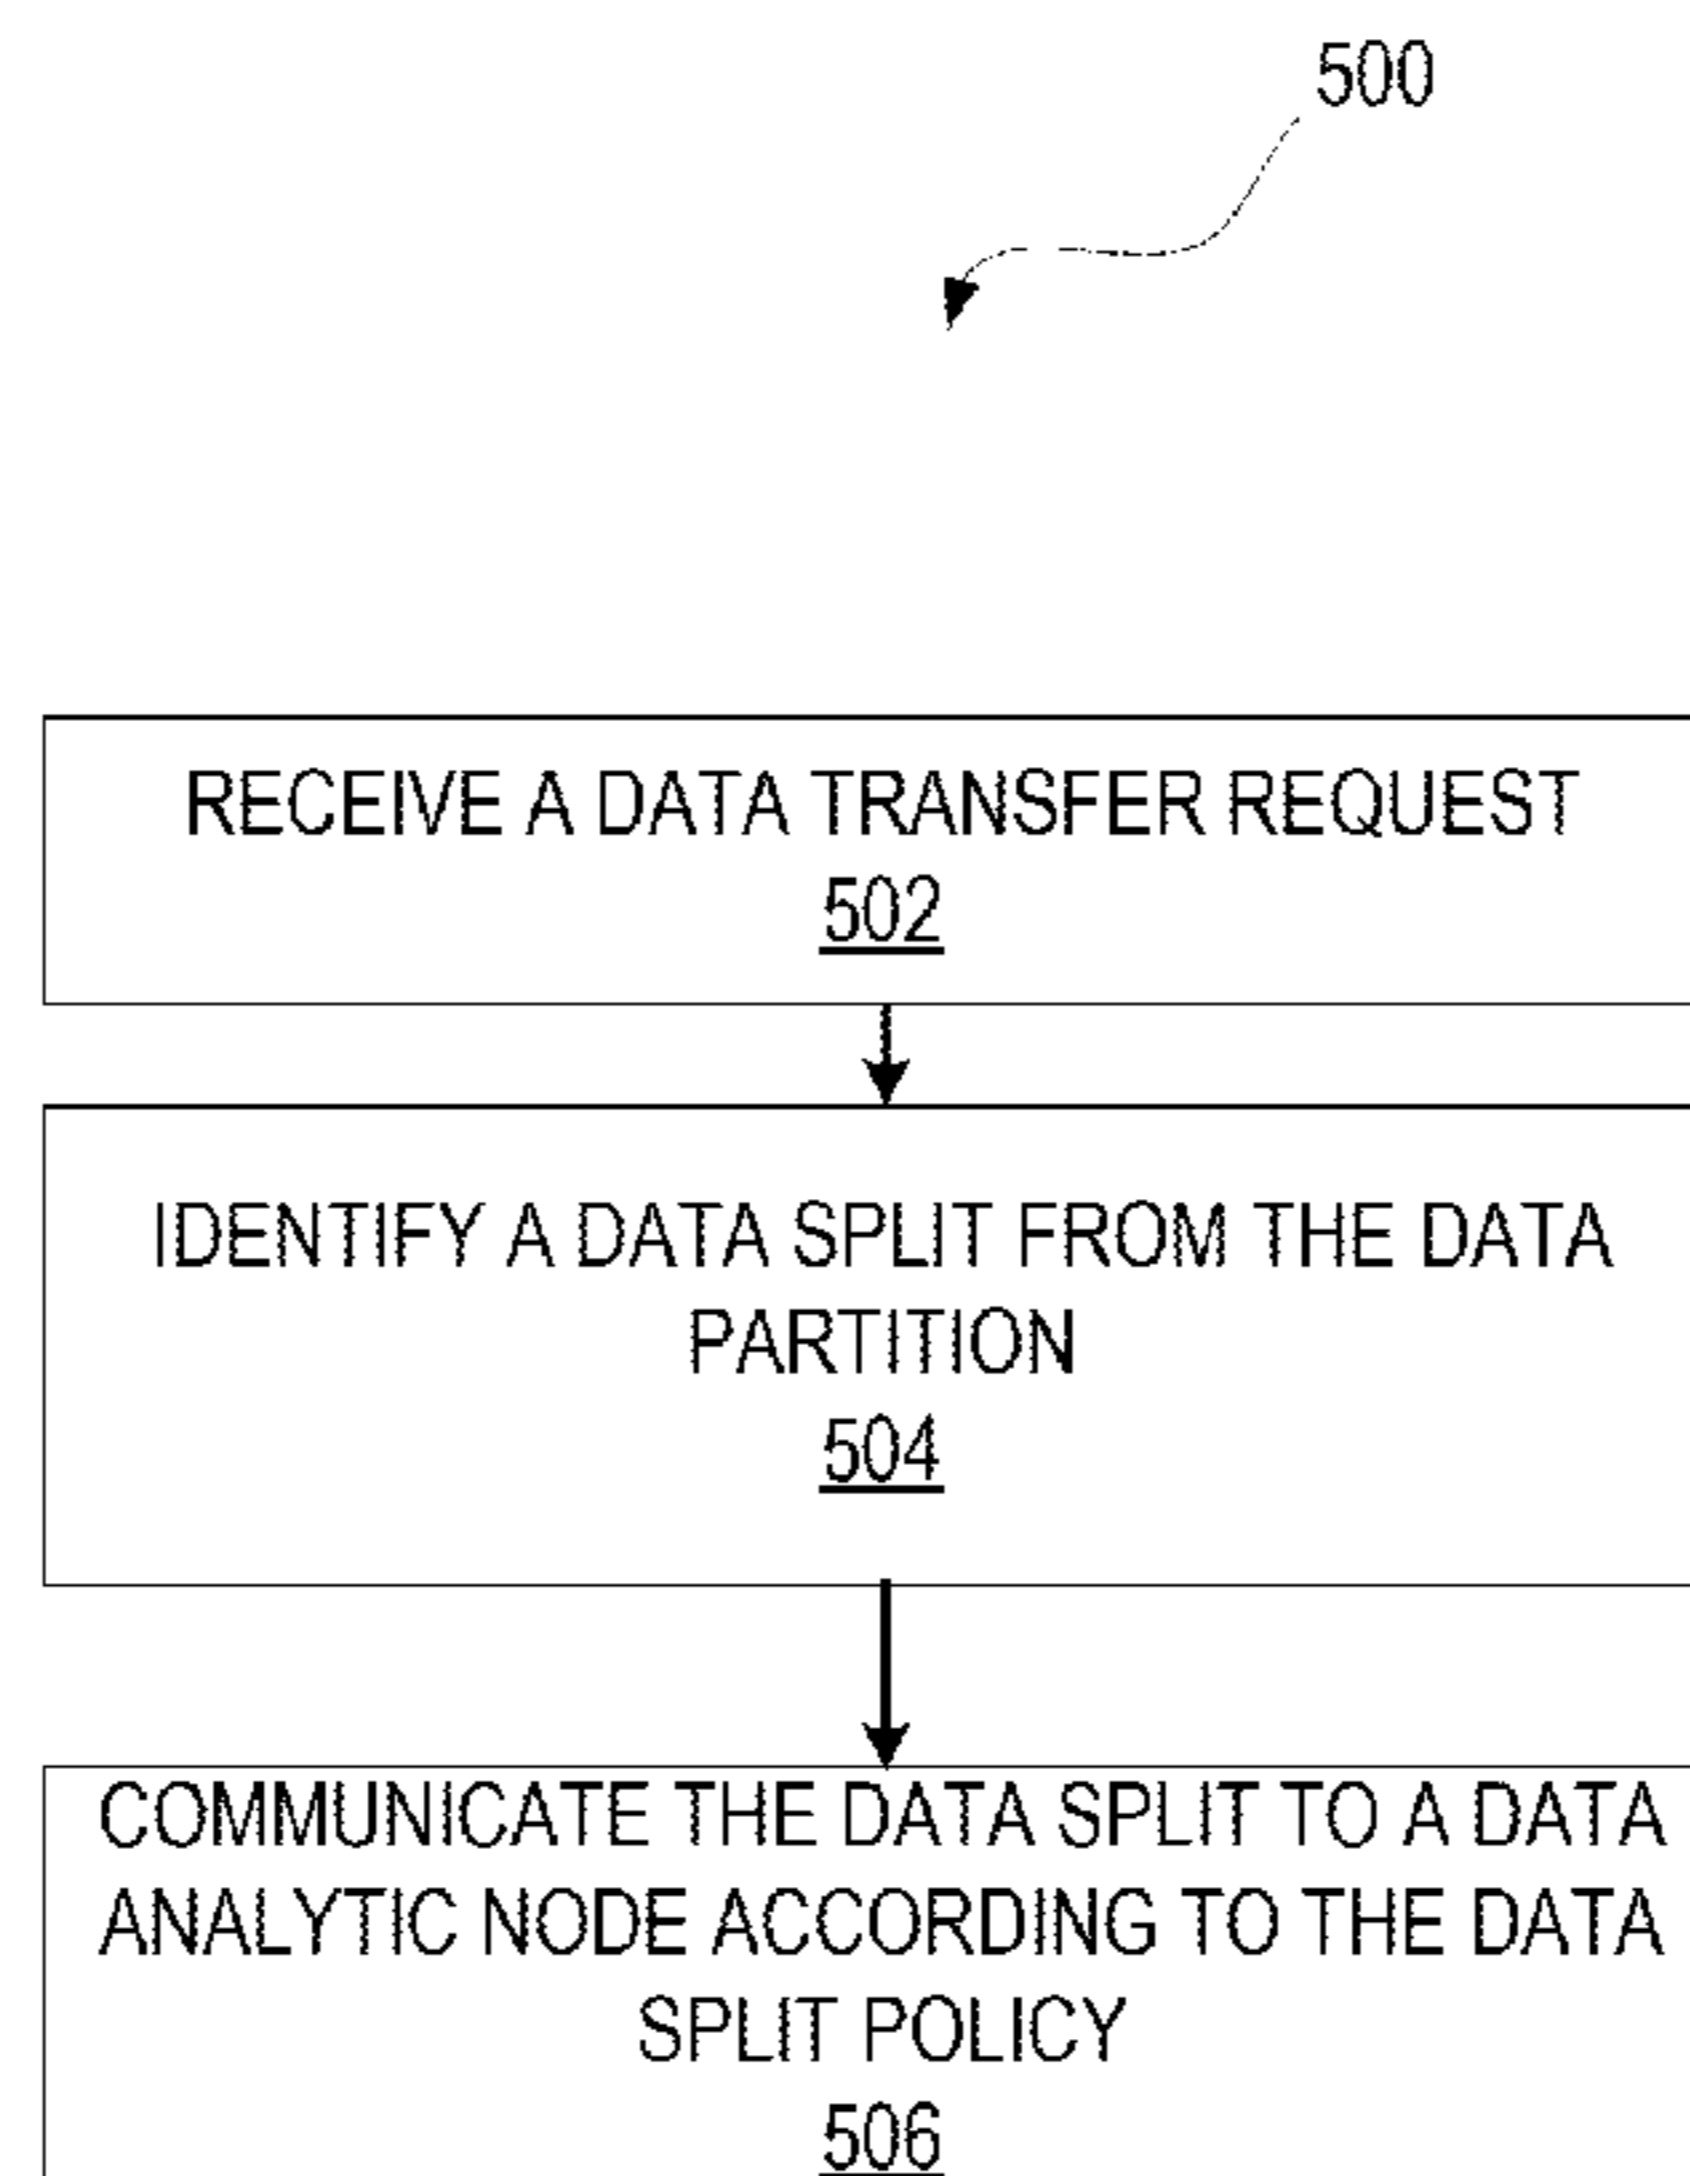 500
RECEIVE A DATA TRANSFER REQUEST
502
IDENTIFY A DATA SPLIT FROM THE DATA
PARTITION
504
COMMUNICATE THE DATA SPLIT TO A DATA
ANALYTIC NODE ACCORDING TO THE DATA
SPLIT POLICY
506